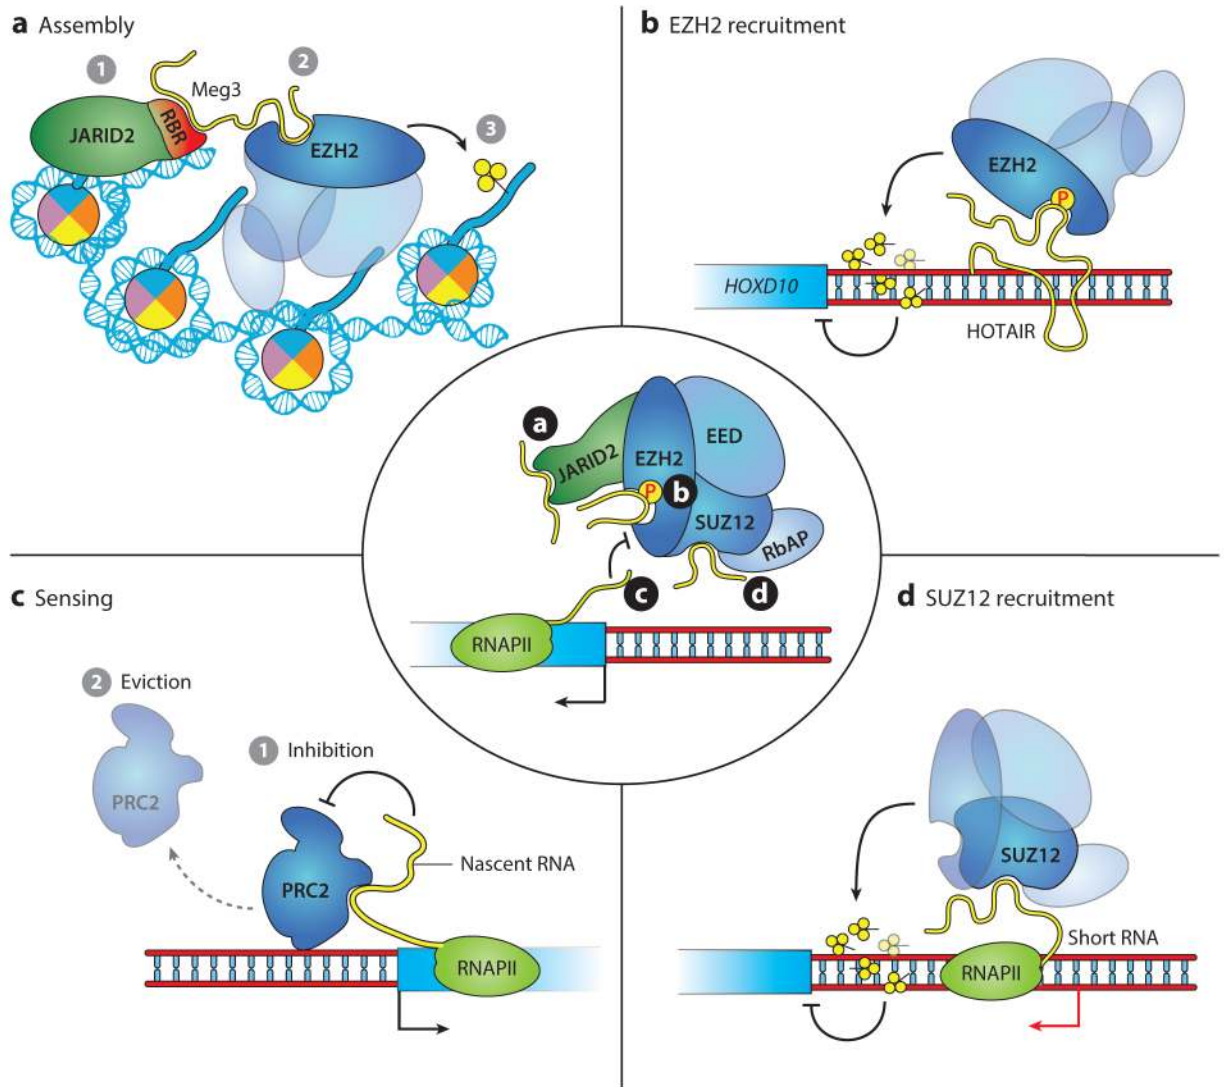 a Assembly
1
2
Meg3
3
JARID2
RBR
EZH2
b EZH2 recruitment
EZH2
P
HOXD10
HOTAIR
a
JARID2
EZH2
EED
P
b
SUZ12
RbAP
c
d
RNAPII
c Sensing
2 Eviction
1 Inhibition
PRC2
PRC2
Nascent RNA
RNAPII
d SUZ12 recruitment
SUZ12
Short RNA
RNAPII